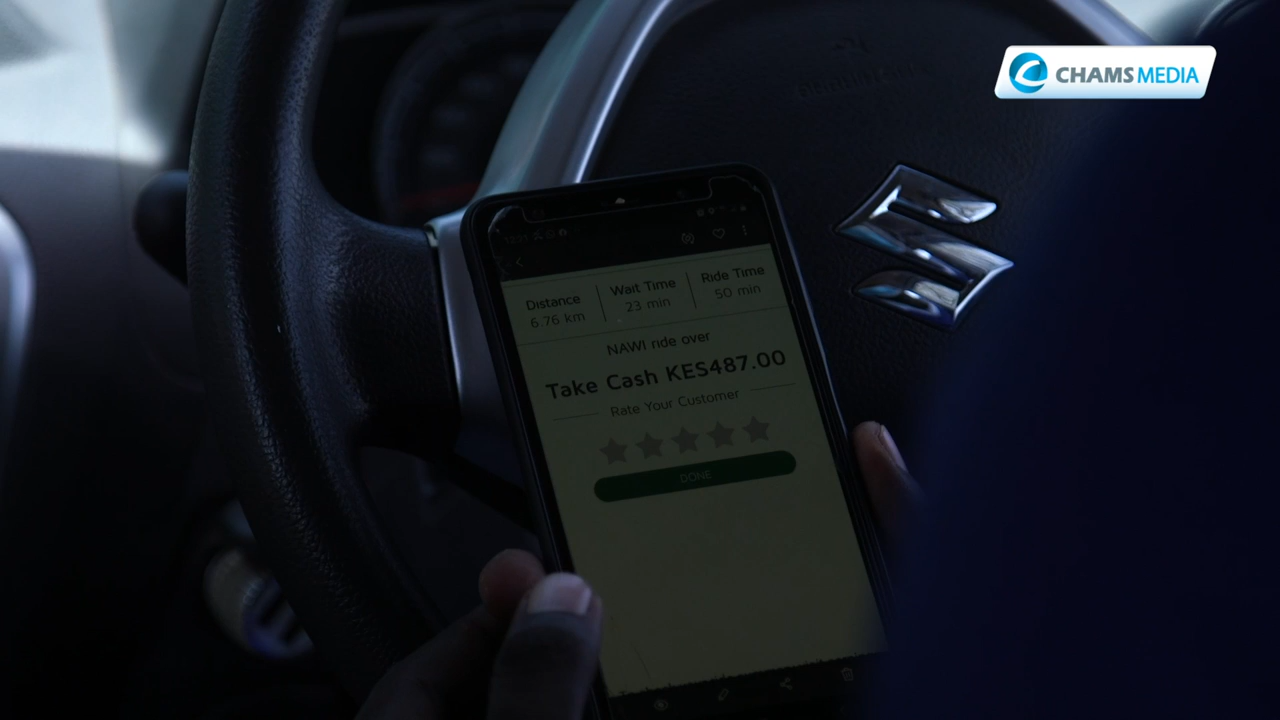 CHAMS MEDIA
Distance
6.76 km
Wait Time
23 min
Ride Time
50 min
NAWI ride over
Take Cash KES487.00
Rate Your Customer
DONE